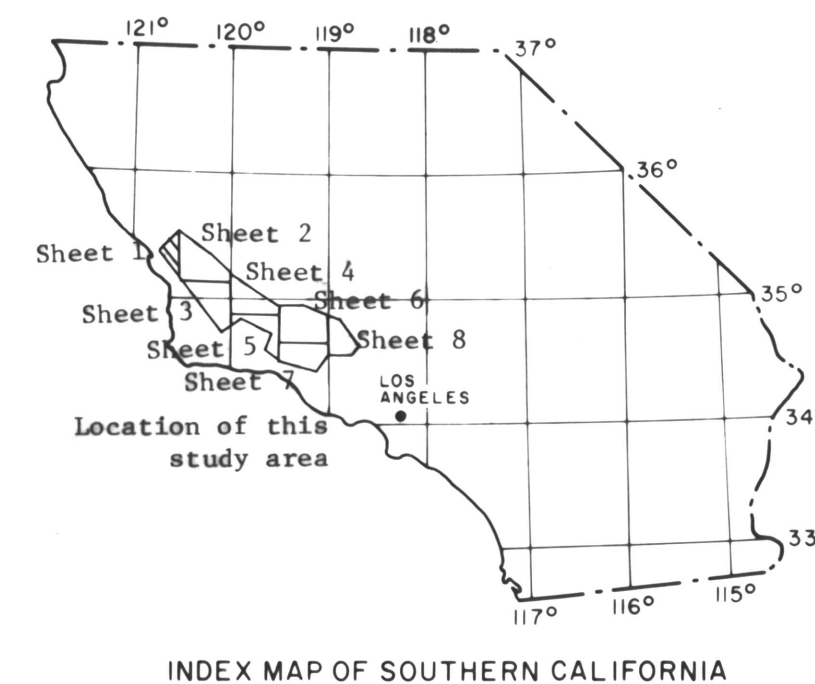 121° 120° 119° 118°
37°
36°
Sheet 2
Sheet 1
Sheet 4
35°
Sheet 6
Sheet 3
Sheet 8
Sheet 5
Sheet 7
LOS
ANGELES
34
Location of this
study area
33
117° 116° 115°
INDEX MAP OF SOUTHERN CALIFORNIA